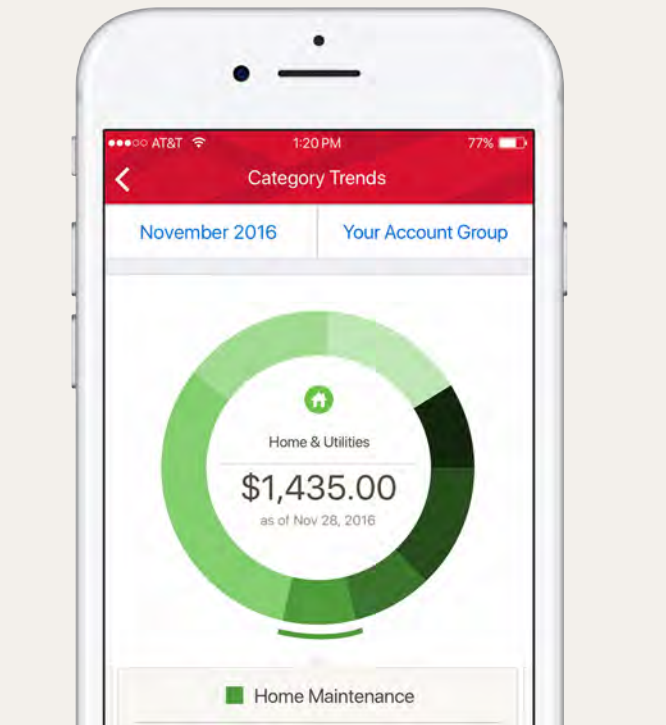 AT&T 1:20 PM 77%
Category Trends
November 2016 Your Account Group
Home & Utilities
$1,435.00
as of Nov 28, 2016
Home Maintenance